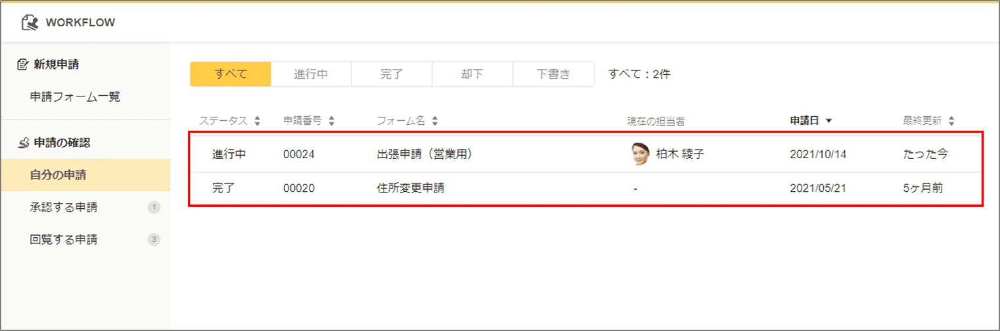 WORKFLOW
新規申請
申請フォーム一覧
申請の確認
自分の申請
承認する申請 1
回覧する申請 3
すべて 進行中 完了 却下 下書き すべて：2件
ステータス 申請番号 フォーム名 現在の担当者 申請日 最終更新
進行中 00024 出張申請（営業用） 柏木 綾子 2021/10/14 たった今
完了 00020 住所変更申請 - 2021/05/21 5ヶ月前